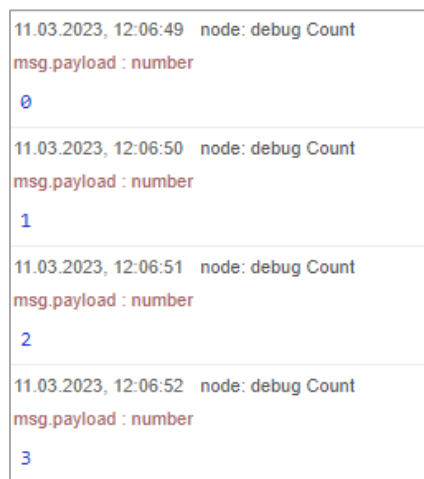 11.03.2023, 12:06:49 node: debug Count
msg.payload : number
0
11.03.2023, 12:06:50 node: debug Count
msg.payload : number
1
11.03.2023, 12:06:51 node: debug Count
msg.payload : number
2
11.03.2023, 12:06:52 node: debug Count
msg.payload : number
3